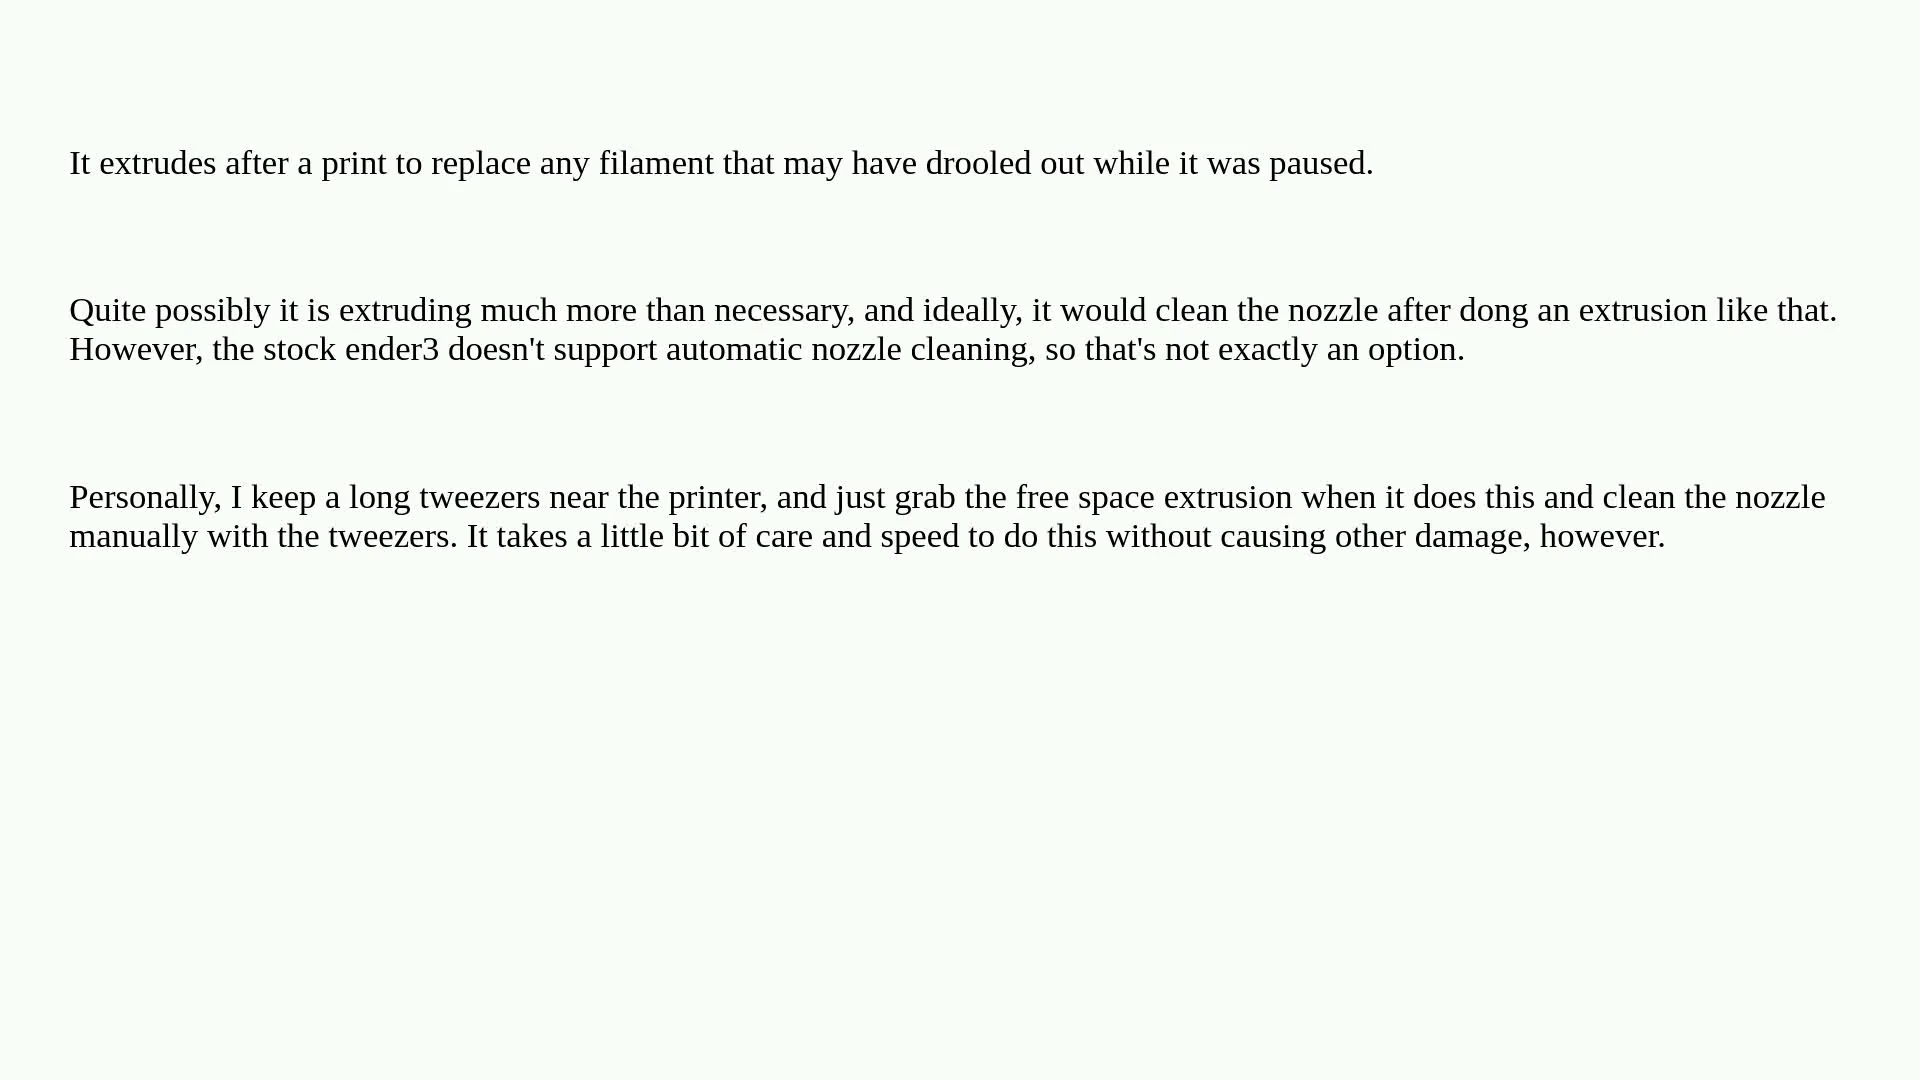 It extrudes after a print to replace any filament that may have drooled out while it was paused.
Quite possibly it is extruding much more than necessary, and ideally, it would clean the nozzle after dong an extrusion like that.
However, the stock ender3 doesn't support automatic nozzle cleaning, so that's not exactly an option.
Personally, I keep a long tweezers near the printer, and just grab the free space extrusion when it does this and clean the nozzle
manually with the tweezers. It takes a little bit of care and speed to do this without causing other damage, however.